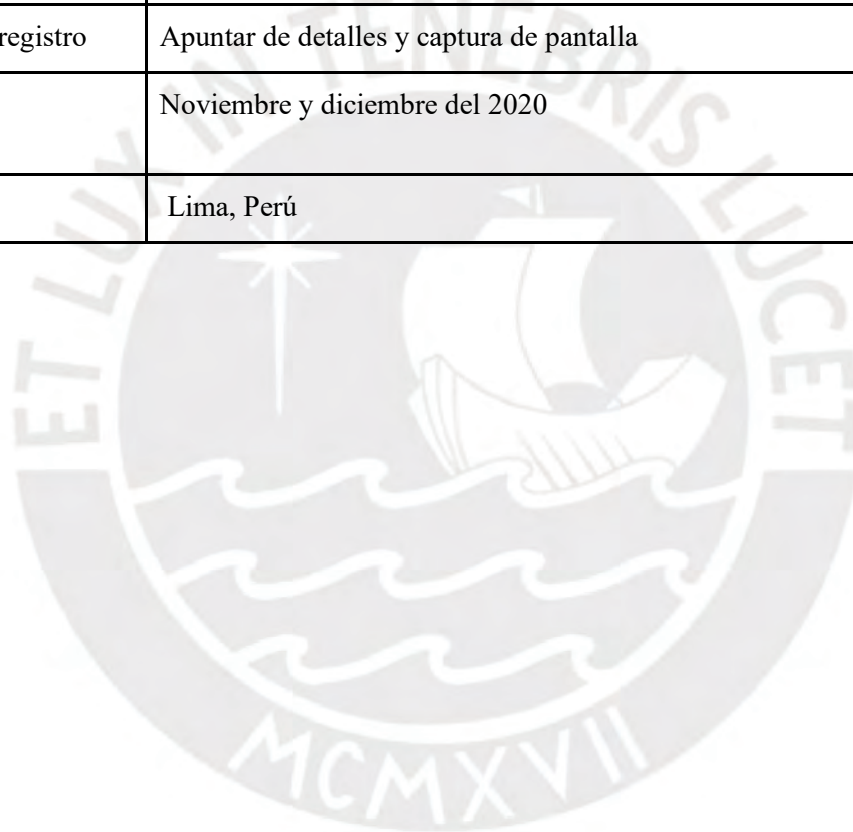 registro Apuntar de detalles y captura de pantalla
Noviembre y diciembre del 2020
Lima, Perú
ET LUX IN TENEBRIS LUCET
MCMXVII